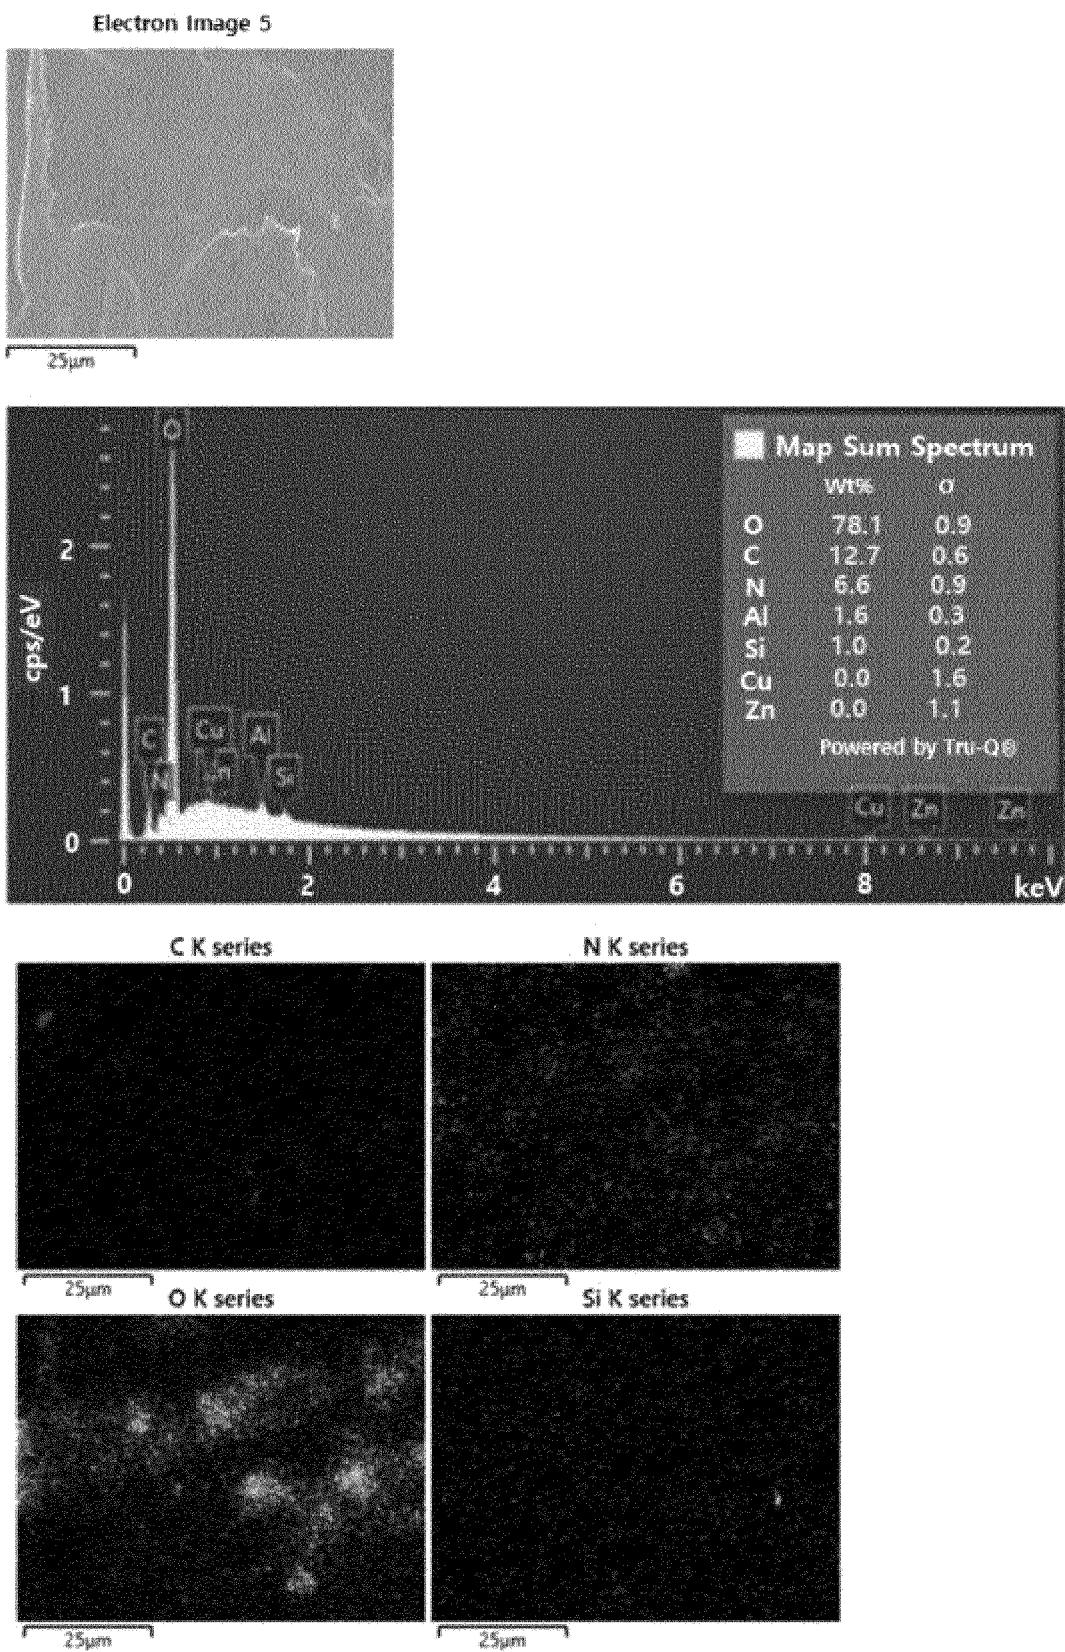 Electron Image 5
25μm
O
2
1
0
cps/eV
C
N
Cu
Al
Si
Map Sum Spectrum
Wt% σ
O 78.1 0.9
C 12.7 0.6
N 6.6 0.9
Al 1.6 0.3
Si 1.0 0.2
Cu 0.0 1.6
Zn 0.0 1.1
Powered by Tru-Q®
Cu Zn Zn
0 2 4 6 8 keV
C K series N K series
25μm 25μm
O K series Si K series
25μm 25μm